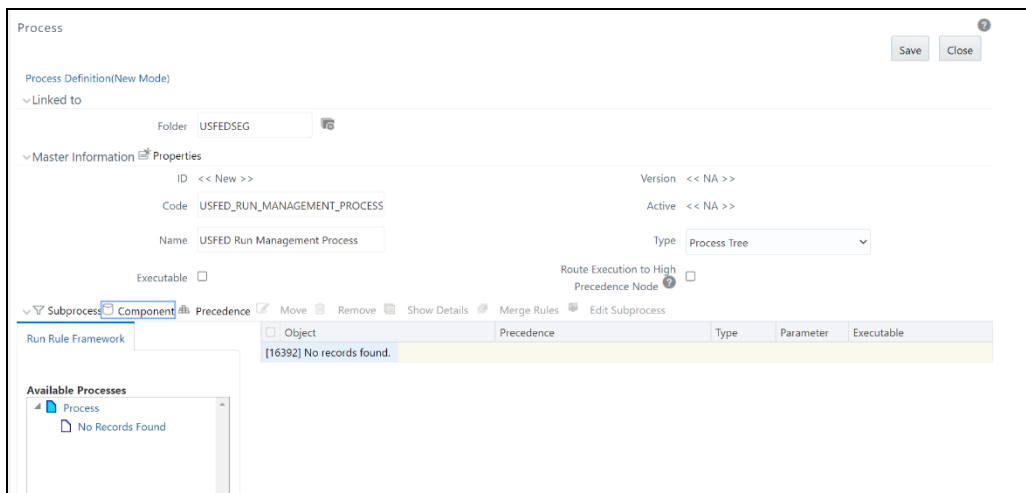 Process
Save Close
Process Definition(New Mode)
Linked to
Folder USFEDSEG
Master Information Properties
ID << New >> Version << NA >>
Code USFED_RUN_MANAGEMENT_PROCESS Active << NA >>
Name USFED Run Management Process Type Process Tree
Executable Route Execution to High
Precedence Node ?
Subprocess Component Precedence Move Remove Show Details Merge Rules Edit Subprocess
Run Rule Framework Object Precedence Type Parameter Executable
[16392] No records found.
Available Processes
Process
No Records Found